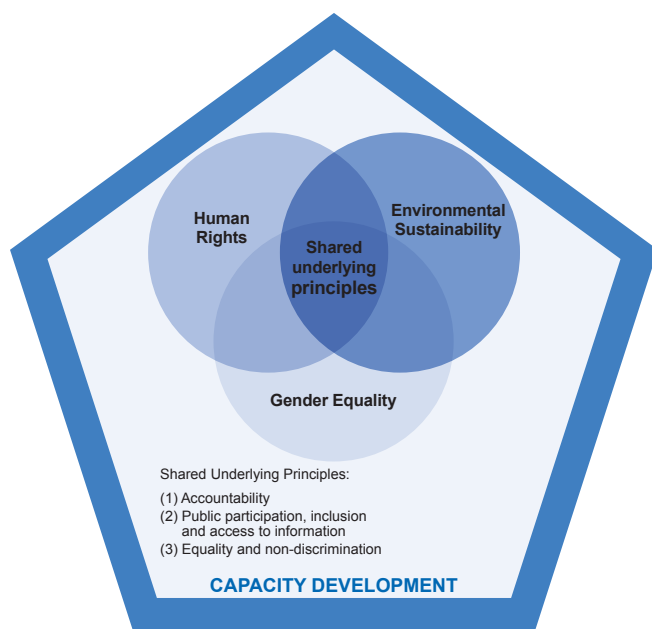 Human
Rights
Environmental
Sustainability
Shared
underlying
principles
Gender Equality
Shared Underlying Principles:
(1) Accountability
(2) Public participation, inclusion
and access to information
(3) Equality and non-discrimination
CAPACITY DEVELOPMENT